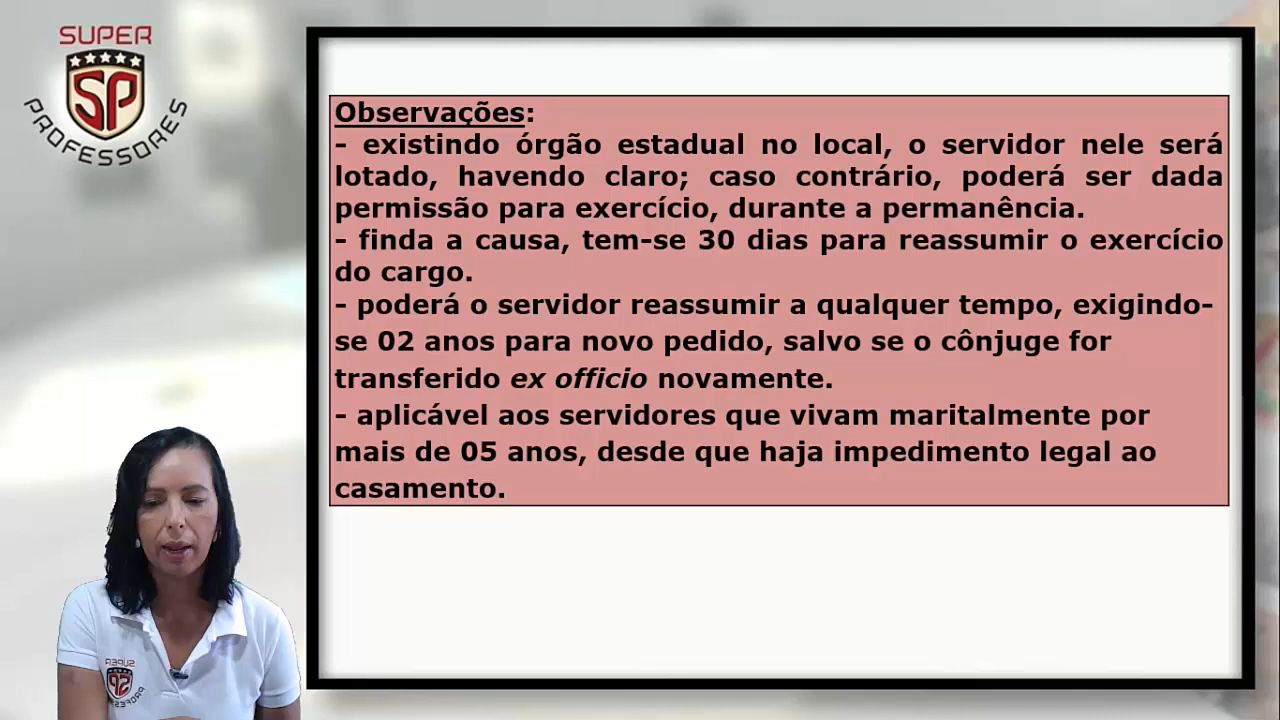 SUPER
SP
PROFESSORES
Observações:
- existindo órgão estadual no local, o servidor nele será
lotado, havendo claro; caso contrário, poderá ser dada
permissão para exercício, durante a permanência.
- finda a causa, tem-se 30 dias para reassumir o exercício
do cargo.
- poderá o servidor reassumir a qualquer tempo, exigindo-
se 02 anos para novo pedido, salvo se o cônjuge for
transferido ex officio novamente.
- aplicável aos servidores que vivam maritalmente por
mais de 05 anos, desde que haja impedimento legal ao
casamento.
SUPER
SP